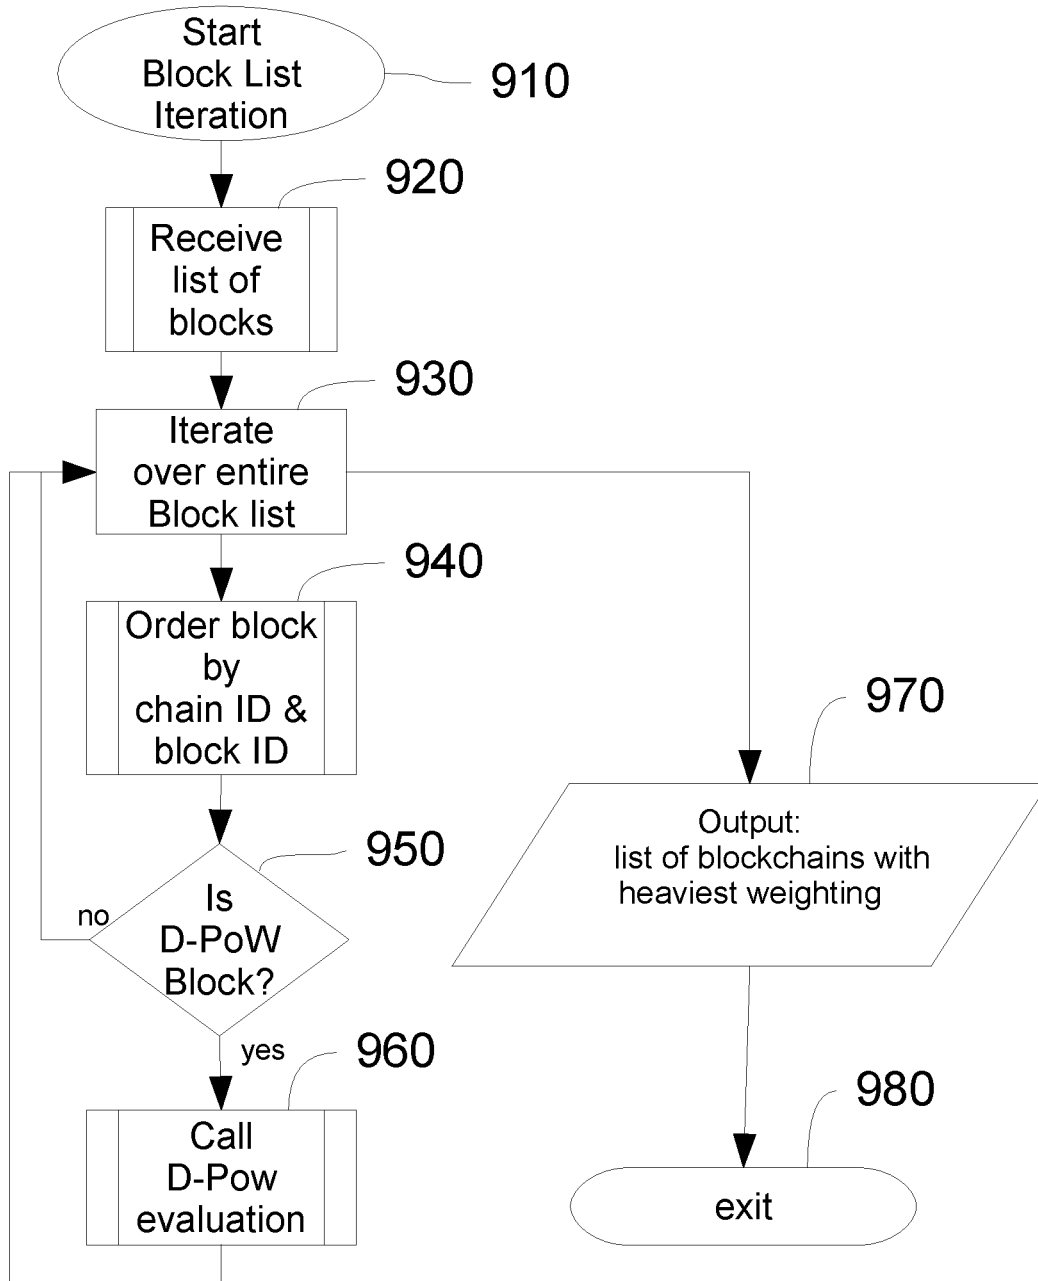 Start
Block List
Iteration
910
920
Receive
list of
blocks
930
Iterate
over entire
Block list
940
Order block
by
chain ID &
block ID
950
Is
D-PoW
Block?
no
yes
960
Call
D-Pow
evaluation
970
Output:
list of blockchains with
heaviest weighting
980
exit